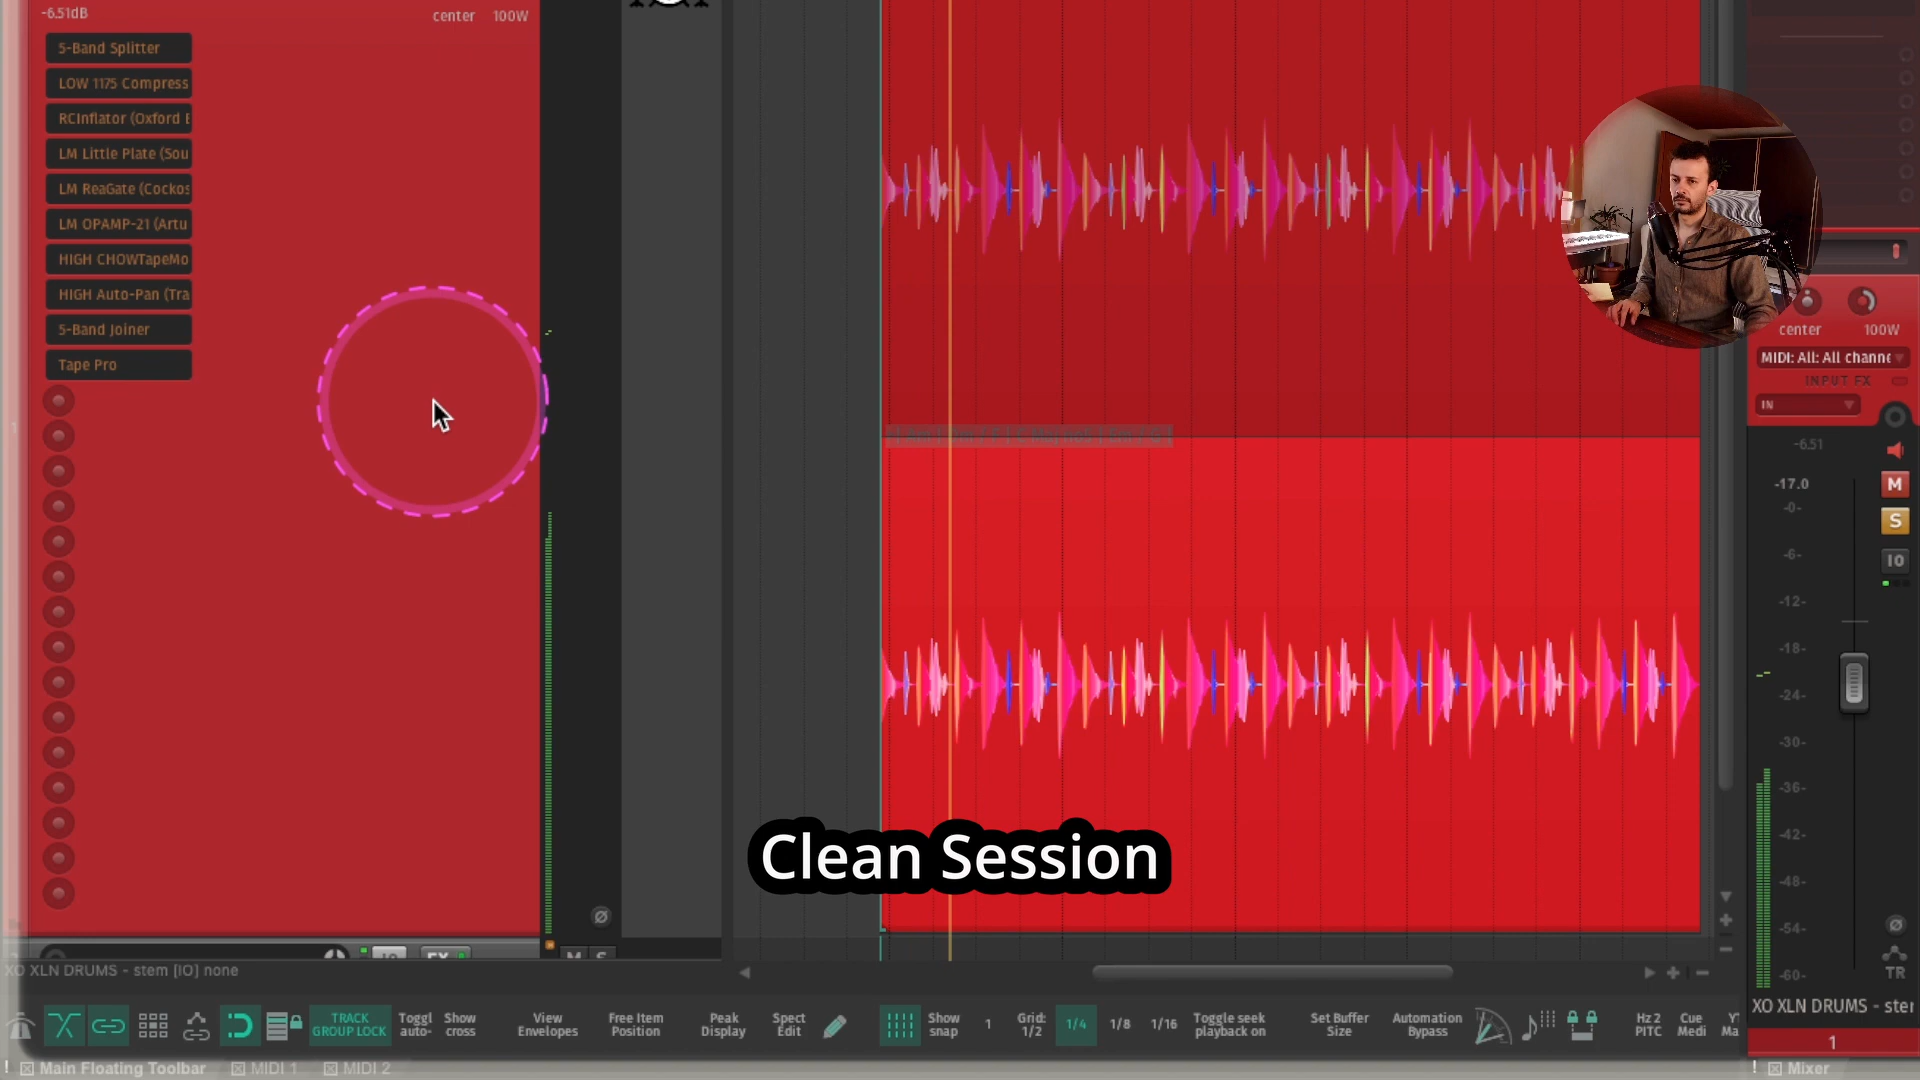 -6.51dB
center 100W
5-Band Splitter
LOW 1175 Compress
RCInflator (Oxford E
LM Little Plate (Sou
LM ReaGate (Cockos
LM OPAMP-21 (Artu
HIGH CHOWTapeMo
HIGH Auto-Pan (Tra
5-Band Joiner
Tape Pro
center 100W
MIDI: All: All channe
INPUT FX
IN
-6.51
-17.0
M
-0-
S
-6-
IO
-12-
-18-
-24-
-30-
-36-
-42-
-48-
-54-
-60-
TR
Clean Session
XO XLN DRUMS - stem [IO] none
XO XLN DRUMS - ster
1
TRACK GROUP LOCK
Toggl auto-
Show cross
View Envelopes
Free Item Position
Peak Display
Spect Edit
Show snap
1
Grid: 1/2
1/4
1/8
1/16
Toggle seek playback on
Set Buffer Size
Automation Bypass
Hz 2 PITC
Cue Medi
! Main Floating Toolbar
MIDI 1
MIDI 2
! Mixer